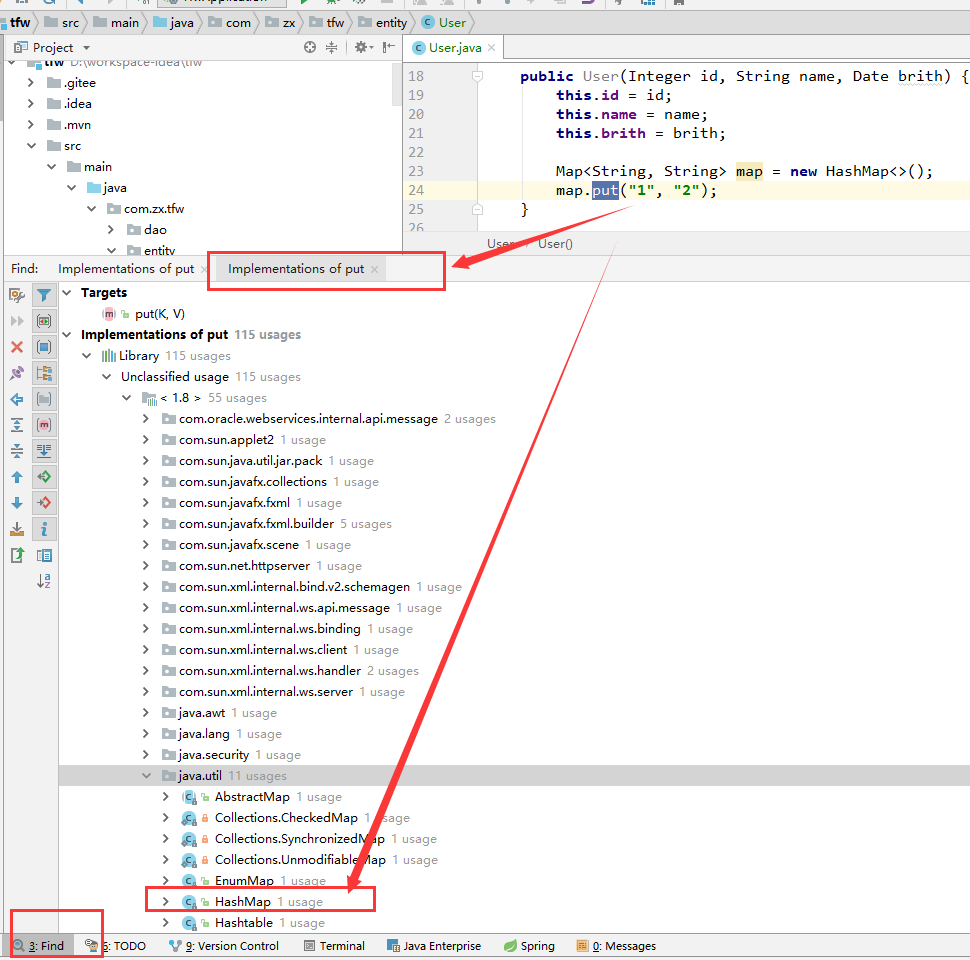 tfw src main java com zx tfw entity User
Project
User.java
tfw D:\workspace-idea\tfw
.gitee
.idea
.mvn
src
main
java
com.zx.tfw
dao
entity
18 public User(Integer id, String name, Date brith) {
19 this.id = id;
20 this.name = name;
21 this.brith = brith;
22
23 Map<String, String> map = new HashMap<>();
24 map.put("1", "2");
25 }
26
User User()
Find: Implementations of put Implementations of put
Targets
put(K, V)
Implementations of put 115 usages
Library 115 usages
Unclassified usage 115 usages
< 1.8 > 55 usages
com.oracle.webservices.internal.api.message 2 usages
com.sun.applet2 1 usage
com.sun.java.util.jar.pack 1 usage
com.sun.javafx.collections 1 usage
com.sun.javafx.fxml 1 usage
com.sun.javafx.fxml.builder 5 usages
com.sun.javafx.scene 1 usage
com.sun.net.httpserver 1 usage
com.sun.xml.internal.bind.v2.schemagen 1 usage
com.sun.xml.internal.ws.api.message 1 usage
com.sun.xml.internal.ws.binding 1 usage
com.sun.xml.internal.ws.client 1 usage
com.sun.xml.internal.ws.handler 2 usages
com.sun.xml.internal.ws.server 1 usage
java.awt 1 usage
java.lang 1 usage
java.security 1 usage
java.util 11 usages
AbstractMap 1 usage
Collections.CheckedMap 1 usage
Collections.SynchronizedMap 1 usage
Collections.UnmodifiableMap 1 usage
EnumMap 1 usage
HashMap 1 usage
Hashtable 1 usage
3: Find 6: TODO 9: Version Control Terminal Java Enterprise Spring 0: Messages